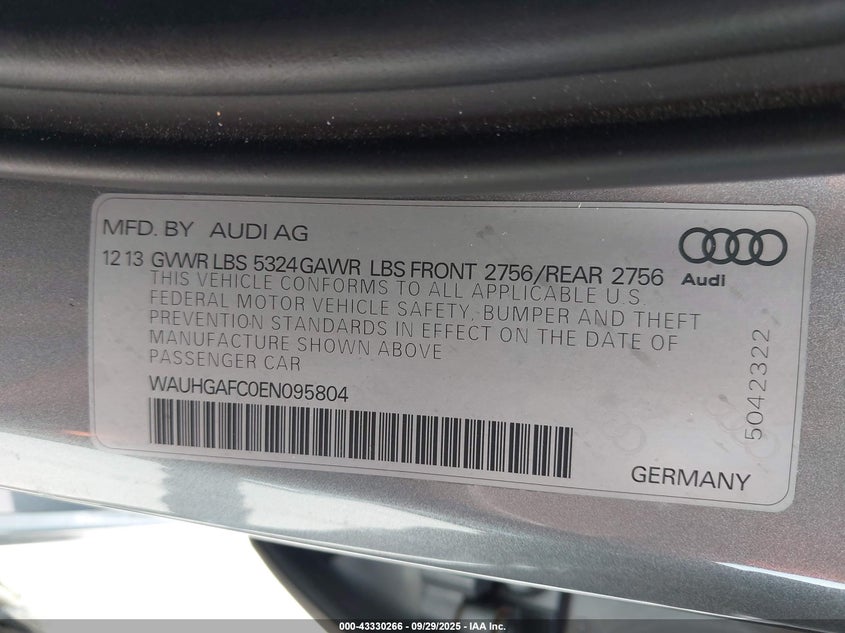 MFD. BY AUDI AG
Audi
12 13 GVWR LBS 5324 GAWR LBS FRONT 2756/REAR 2756
THIS VEHICLE CONFORMS TO ALL APPLICABLE U.S.
FEDERAL MOTOR VEHICLE SAFETY, BUMPER AND THEFT
PREVENTION STANDARDS IN EFFECT ON THE DATE OF
MANUFACTURE SHOWN ABOVE
PASSENGER CAR
WAUHGAFC0EN095804
5042322
GERMANY
000-43330266 - 09/29/2025 - IAA Inc.